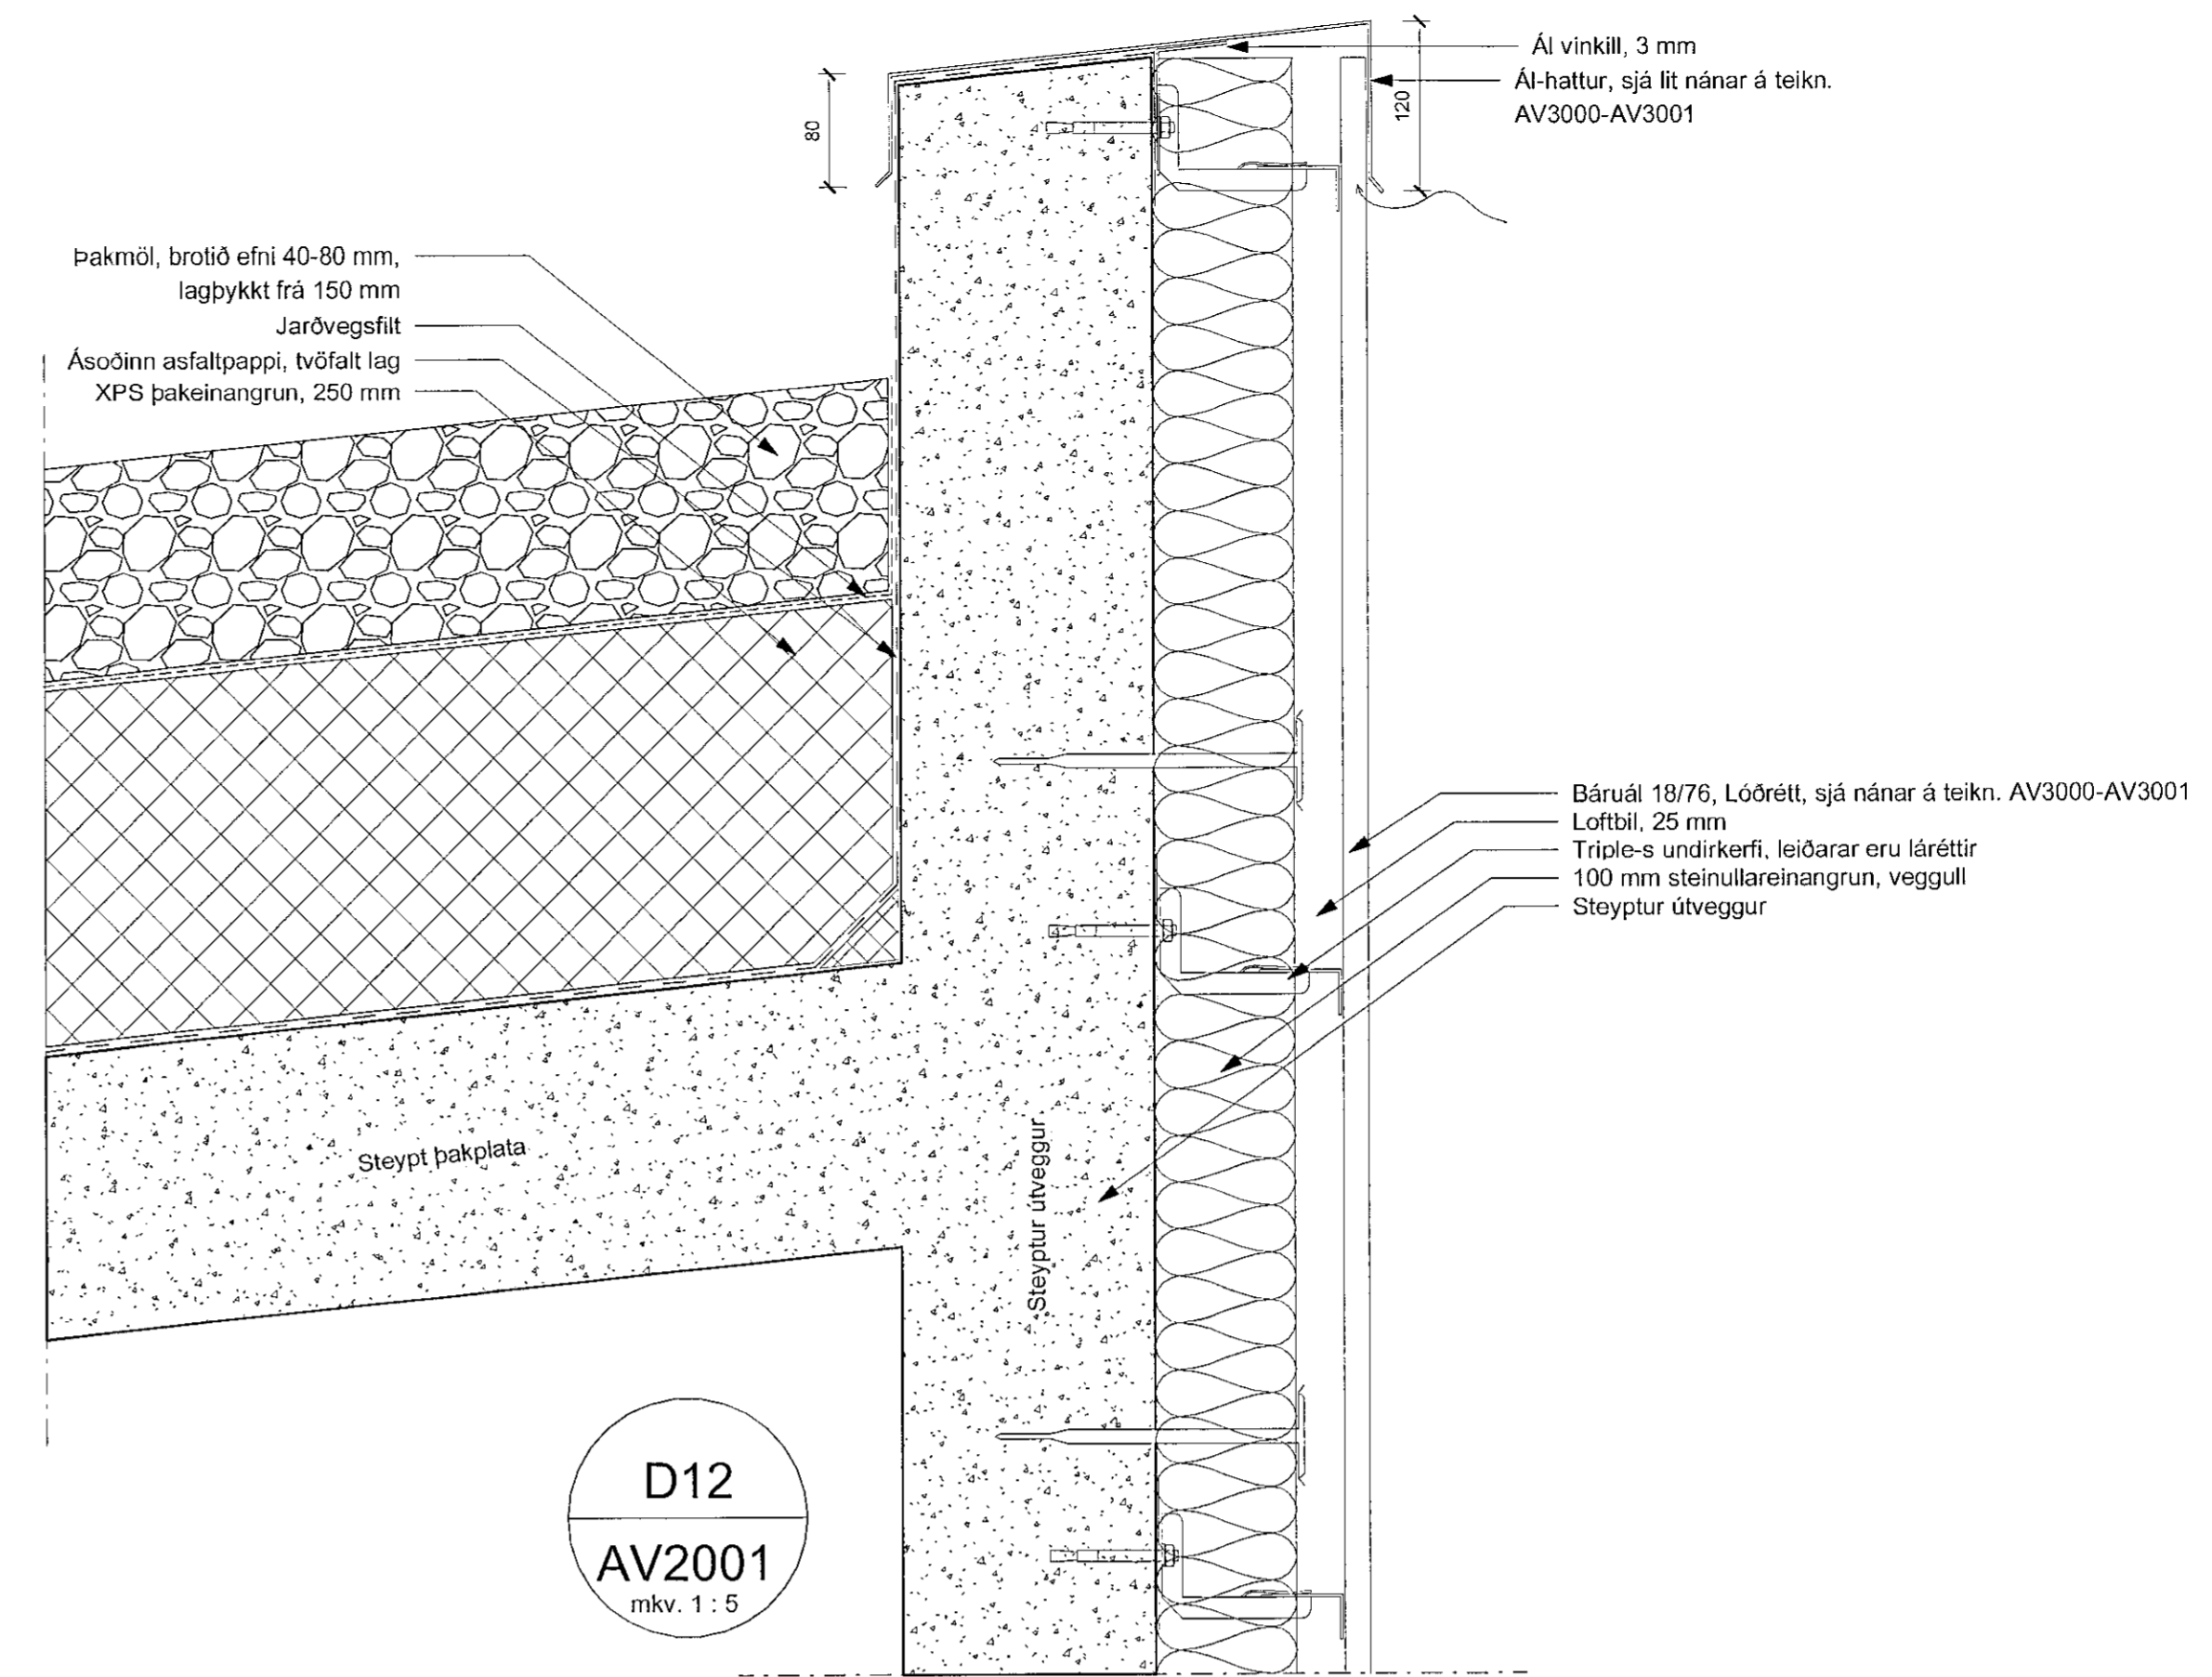 Ál vinkill, 3 mm
Ál-hattur, sjá lit nánar á teikn.
AV3000-AV3001
120
80
Þakmöl, brotið efni 40-80 mm,
lagþykkt frá 150 mm
Jarðvegsfilt
Ásoðinn asfaltpappi, tvöfalt lag
XPS þakeinangrun, 250 mm
Báruál 18/76, Lóðrétt, sjá nánar á teikn. AV3000-AV3001
Loftbil, 25 mm
Triple-s undirkerfi, leiðarar eru láréttir
100 mm steinullareinangrun, veggull
Steyptur útveggur
Steypt þakplata
Steyptur útveggur
D12
AV2001
mkv. 1 : 5